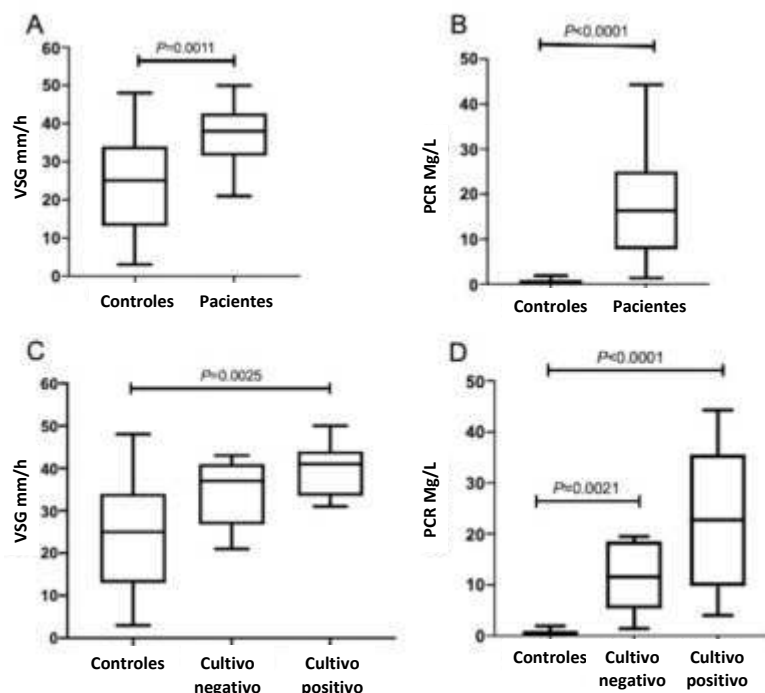 A
P=0.0011
VSG mm/h
60
50
40
30
20
10
0
Controles
Pacientes
B
P<0.0001
PCR Mg/L
50
40
30
20
10
0
Controles
Pacientes
C
P=0.0025
VSG mm/h
60
50
40
30
20
10
0
Controles
Cultivo
negativo
Cultivo
positivo
D
P<0.0001
P=0.0021
PCR Mg/L
50
40
30
20
10
0
Controles
Cultivo
negativo
Cultivo
positivo